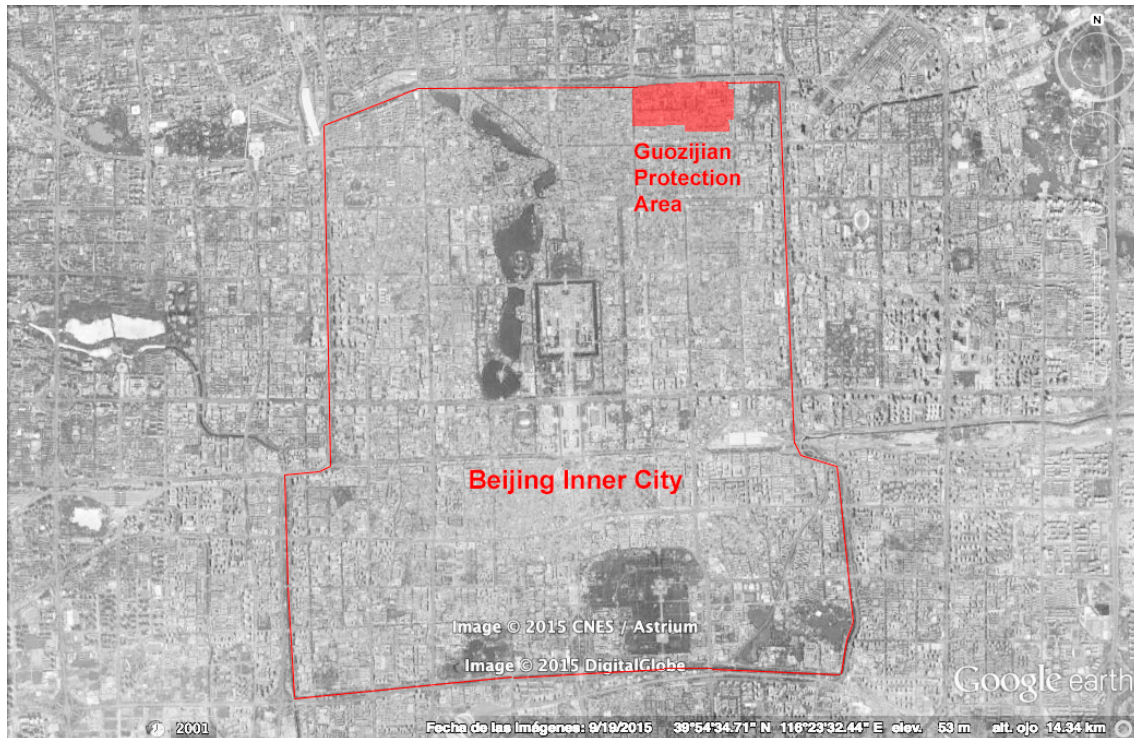 N
Guozijian
Protection
Area
Beijing Inner City
Image © 2015 CNES / Astrium
Image © 2015 DigitalGlobe
Google earth
2001
Fecha de las imágenes: 9/19/2015 39°54'34.71" N 116°23'32.44" E elev. 53 m alt. ojo 14.34 km